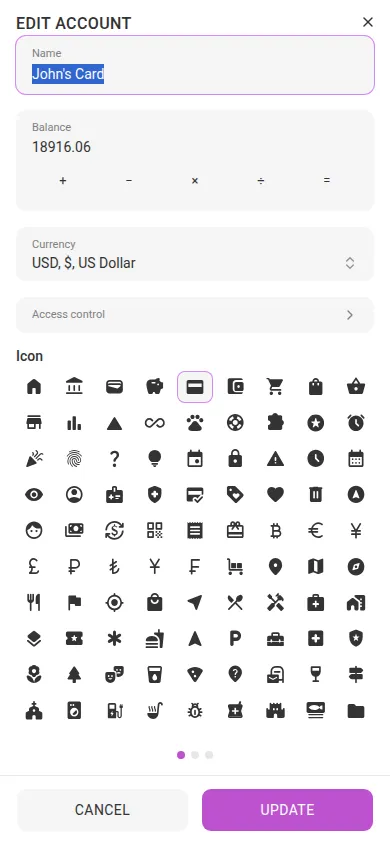 EDIT ACCOUNT
Name
John's Card
Balance
18916.06
+ − × ÷ =
Currency
USD, $, US Dollar
Access control
Icon
CANCEL
UPDATE